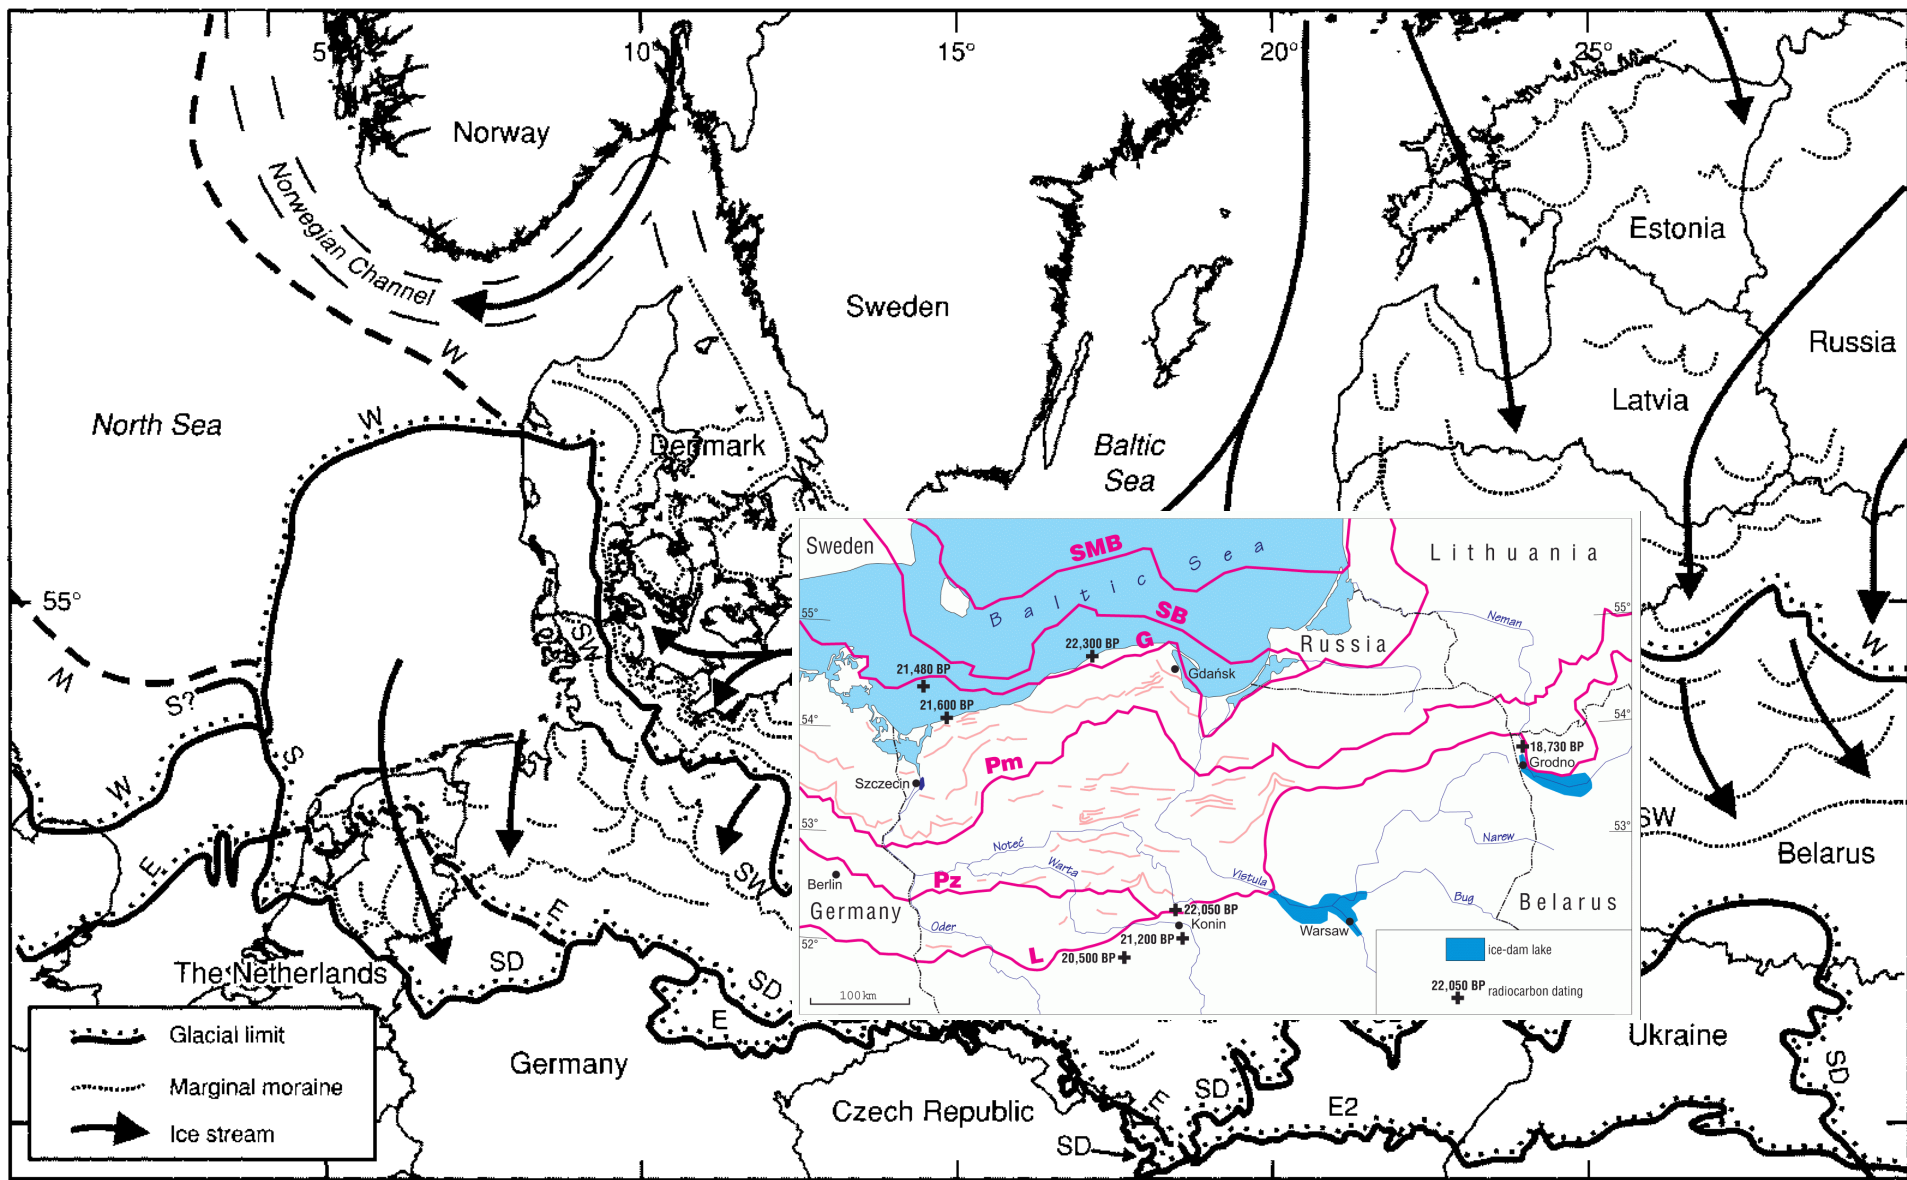 5
10°
15°
20°
25°
Norway
Norwegian Channel
Sweden
Estonia
Russia
Latvia
W
North Sea
W
Denmark
Baltic
Sea
55°
W
SW
S?
S
W
E
W
SW
Belarus
SW
E
The Netherlands
SD
SD
E
Germany
Czech Republic
SD
E
SD
E2
Ukraine
SD
Glacial limit
Marginal moraine
Ice stream
Sweden
SMB
Baltic Sea
Lithuania
55°
SB
G
Neman
55°
22,300 BP
Russia
21,480 BP
Gdańsk
21,600 BP
54°
54°
Pm
18,730 BP
Grodno
Szczecin
53°
53°
Noteć
Narew
Warta
Berlin
Pz
Vistula
Bug
Germany
22,050 BP
Konin
Belarus
Oder
Warsaw
52°
21,200 BP
L
20,500 BP
ice-dam lake
22,050 BP
radiocarbon dating
100 km